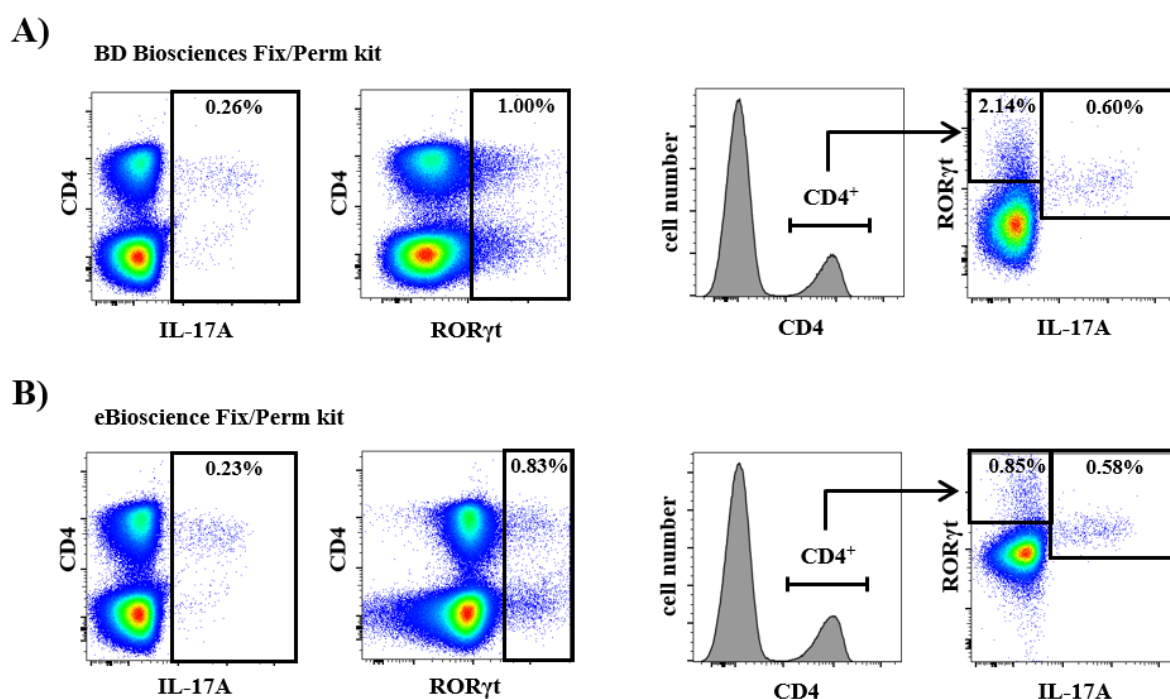 A)
BD Biosciences Fix/Perm kit
0.26%
CD4
IL-17A
1.00%
CD4
RORγt
cell number
CD4+
CD4
2.14%
0.60%
RORγt
IL-17A
B)
eBioscience Fix/Perm kit
0.23%
CD4
IL-17A
0.83%
CD4
RORγt
cell number
CD4+
CD4
0.85%
0.58%
RORγt
IL-17A